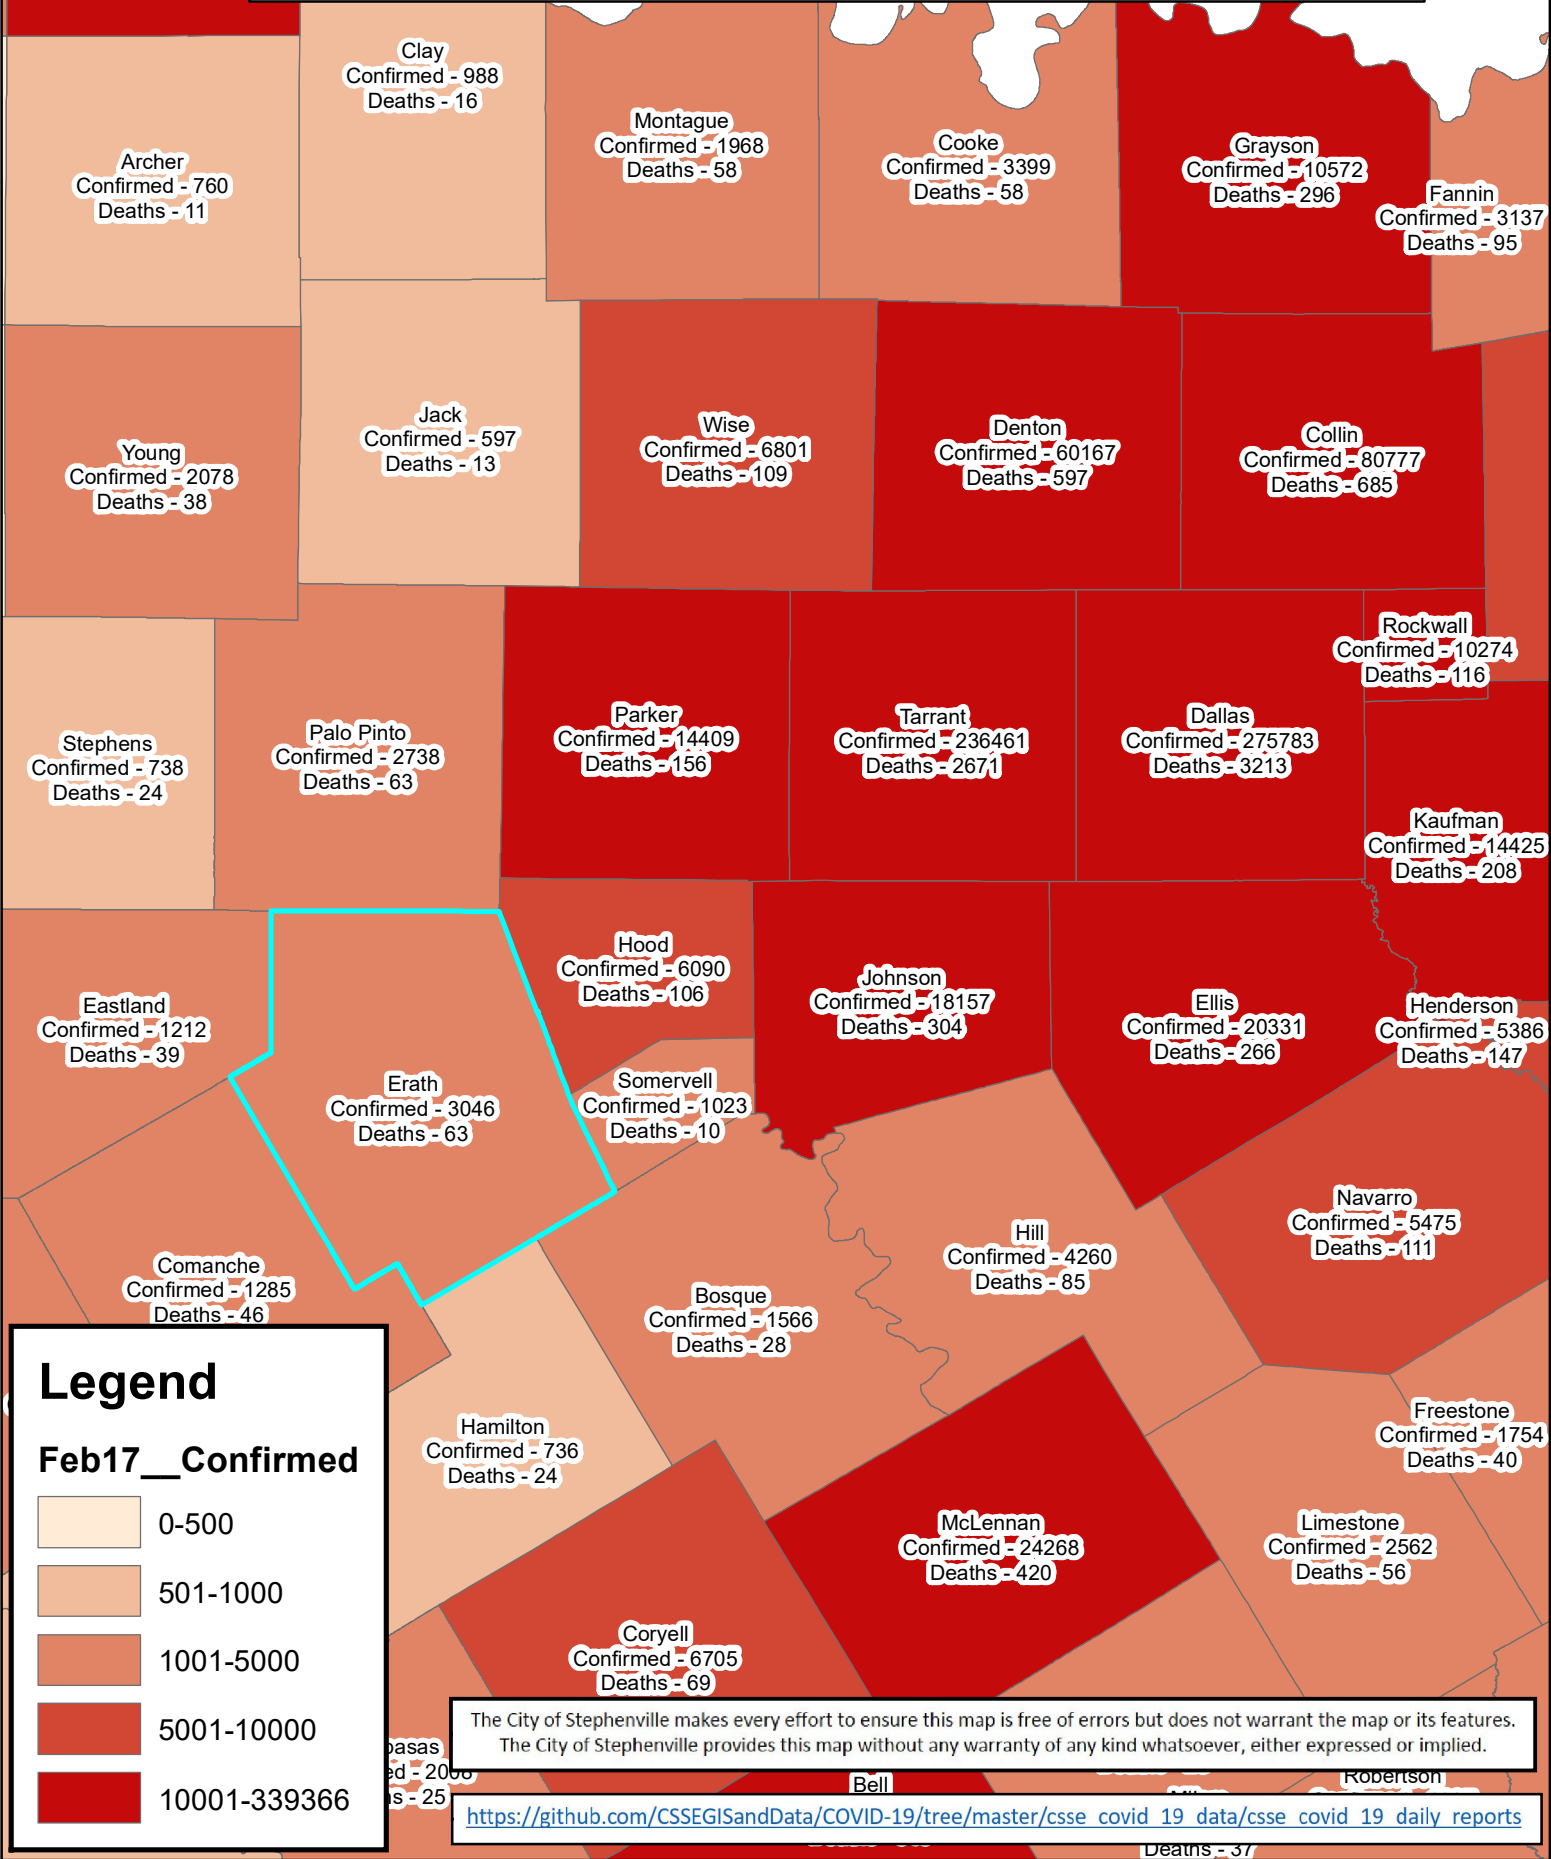 Clay
Confirmed - 988
Deaths - 16
Montague
Confirmed - 1968
Deaths - 58
Cooke
Confirmed - 3399
Deaths - 58
Grayson
Confirmed - 10572
Deaths - 296
Archer
Confirmed - 760
Deaths - 11
Fannin
Confirmed - 3137
Deaths - 95
Young
Confirmed - 2078
Deaths - 38
Jack
Confirmed - 597
Deaths - 13
Wise
Confirmed - 6801
Deaths - 109
Denton
Confirmed - 60167
Deaths - 597
Collin
Confirmed - 80777
Deaths - 685
Rockwall
Confirmed - 10274
Deaths - 116
Stephens
Confirmed - 738
Deaths - 24
Palo Pinto
Confirmed - 2738
Deaths - 63
Parker
Confirmed - 14409
Deaths - 156
Tarrant
Confirmed - 236461
Deaths - 2671
Dallas
Confirmed - 275783
Deaths - 3213
Kaufman
Confirmed - 14425
Deaths - 208
Eastland
Confirmed - 1212
Deaths - 39
Erath
Confirmed - 3046
Deaths - 63
Hood
Confirmed - 6090
Deaths - 106
Somervell
Confirmed - 1023
Deaths - 10
Johnson
Confirmed - 18157
Deaths - 304
Ellis
Confirmed - 20331
Deaths - 266
Henderson
Confirmed - 5386
Deaths - 147
Comanche
Confirmed - 1285
Deaths - 46
Bosque
Confirmed - 1566
Deaths - 28
Hill
Confirmed - 4260
Deaths - 85
Navarro
Confirmed - 5475
Deaths - 111
Hamilton
Confirmed - 736
Deaths - 24
Freestone
Confirmed - 1754
Deaths - 40
McLennan
Confirmed - 24268
Deaths - 420
Limestone
Confirmed - 2562
Deaths - 56
Coryell
Confirmed - 6705
Deaths - 69
Legend
Feb17__Confirmed
0-500
501-1000
1001-5000
5001-10000
10001-339366
The City of Stephenville makes every effort to ensure this map is free of errors but does not warrant the map or its features.
The City of Stephenville provides this map without any warranty of any kind whatsoever, either expressed or implied.
- 25
Bell
Robertson
https://github.com/CSSEGISandData/COVID-19/tree/master/csse_covid_19_data/csse_covid_19_daily_reports
Deaths - 37